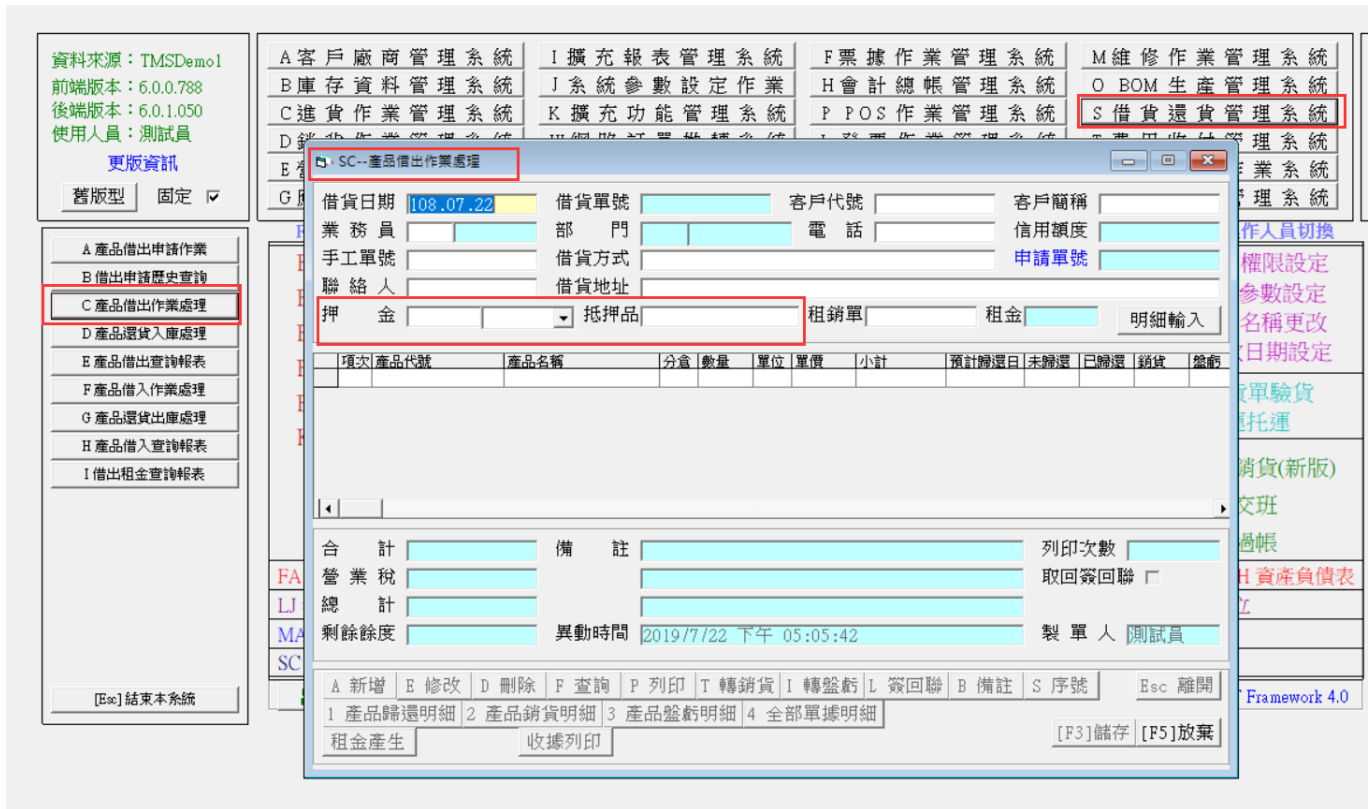 資料來源：TMSDemo1
前端版本：6.0.0.788
後端版本：6.0.1.050
使用人員：測試員
更版資訊
舊版型 固定
A客戶廠商管理系統 I擴充報表管理系統 F票據作業管理系統 M維修作業管理系統
B庫存資料管理系統 J系統參數設定作業 H會計總帳管理系統 O BOM生產管理系統
C進貨作業管理系統 K擴充功能管理系統 P POS作業管理系統 S借貨還貨管理系統
管理系統
業系統
管理系統
A產品借出申請作業
B借出申請歷史查詢
C產品借出作業處理
D產品還貨入庫處理
E產品借出查詢報表
F產品借入作業處理
G產品還貨出庫處理
H產品借入查詢報表
I借出租金查詢報表
[Esc]結束本系統
SC--產品借出作業處理
借貨日期 108.07.22 借貨單號 客戶代號 客戶簡稱
業務員 部門 電話 信用額度
手工單號 借貨方式 申請單號
聯絡人 借貨地址
押金 抵押品 租銷單 租金 明細輸入
項次 產品代號 產品名稱 分倉 數量 單位 單價 小計 預計歸還日 未歸還 已歸還 銷貨 盤虧
合計 備註 列印次數
營業稅 取回簽回聯
總計
剩餘餘度 異動時間 2019/7/22 下午 05:05:42 製單人 測試員
A 新增 E 修改 D 刪除 F 查詢 P 列印 T 轉銷貨 I 轉盤虧 L 簽回聯 B 備註 S 序號 Esc 離開
1 產品歸還明細 2 產品銷貨明細 3 產品盤虧明細 4 全部單據明細
租金產生 收據列印 [F3]儲存 [F5]放棄
作人員切換
權限設定
參數設定
名稱更改
日期設定
貨單驗貨
托運
銷貨(新版)
交班
過帳
H 資產負債表
立
FA
LJ
MA
SC
Framework 4.0